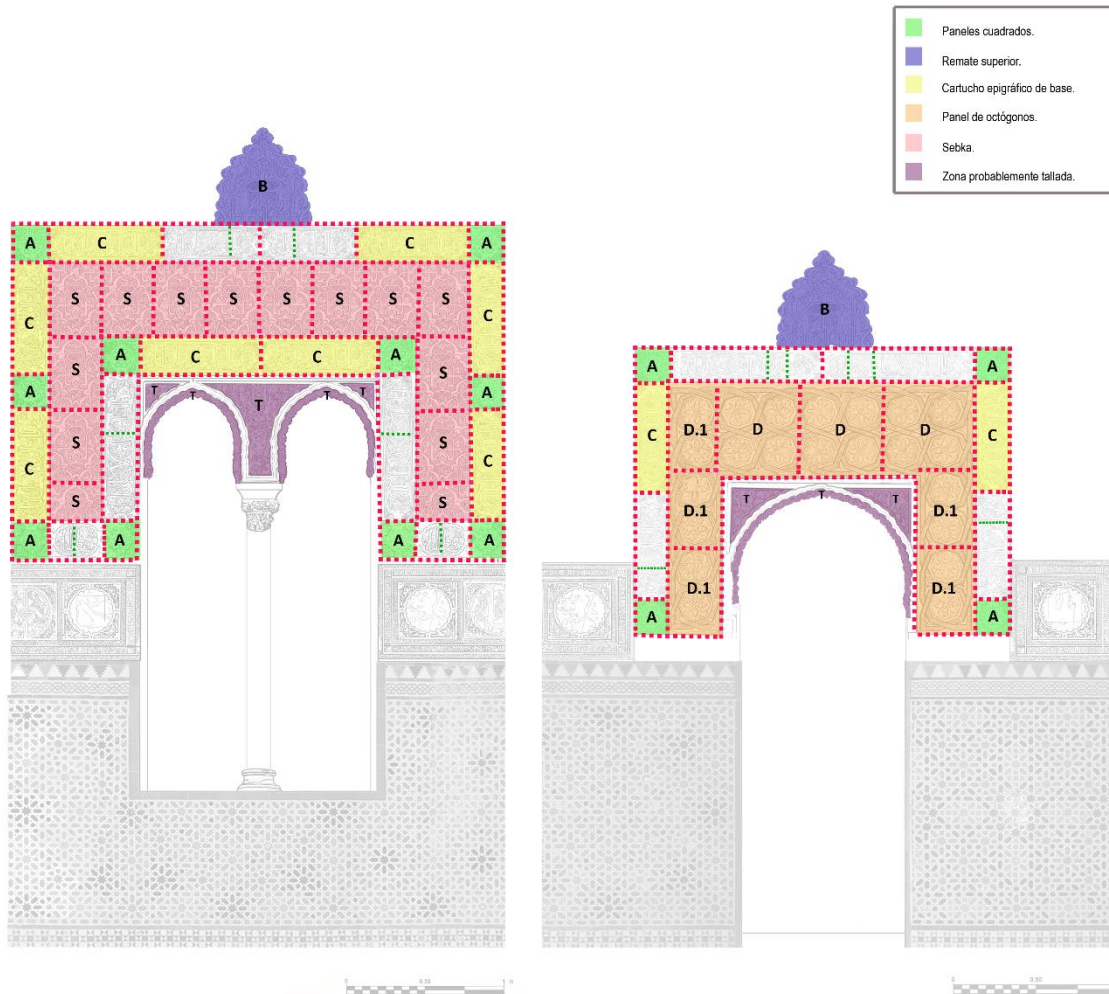 Paneles cuadrados.
Remate superior.
Cartucho epigráfico de base.
Panel de octógonos.
Sebka.
Zona probablemente tallada.
B
A C C A
S S S S S S S S
C C
A C C A
A S S A
T T T T
T
C S S C
S S
A A A A
B
A A
C D.1 D D D C
T T T
D.1 D.1
D.1 D.1
A A
0 0.50 1 m
0 0.50